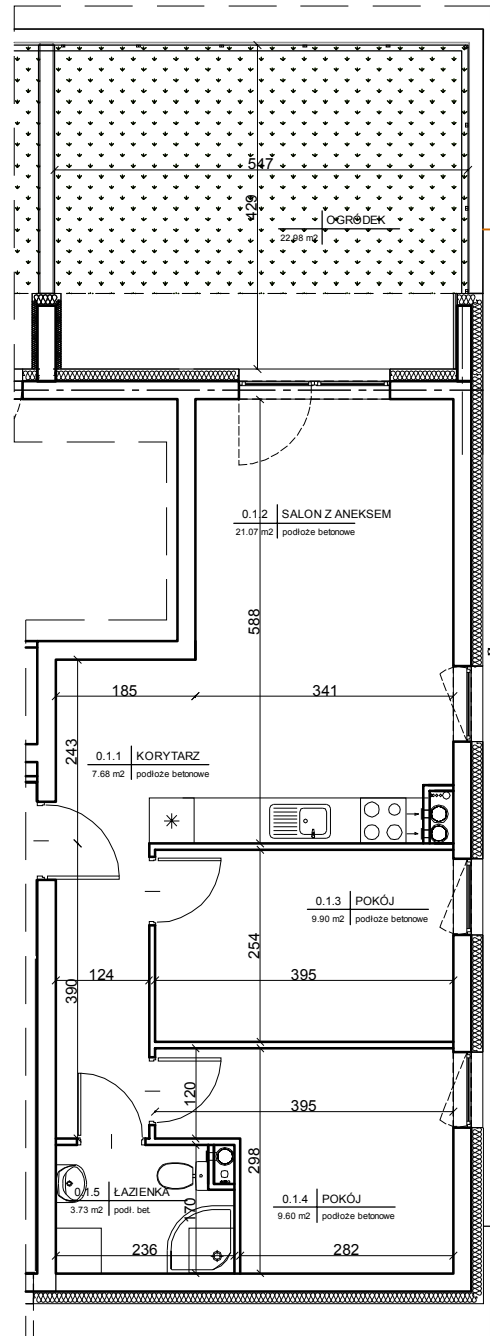 547
429
OGRÓDEK
22.98 m2
0.1.2 SALON Z ANEKSEM
21.07 m2 podłoże betonowe
588
185
341
243
0.1.1 KORYTARZ
7.68 m2 podłoże betonowe
0.1.3 POKÓJ
9.90 m2 podłoże betonowe
254
124
395
390
120
395
298
0.1.5 ŁAZIENKA
3.73 m2 podł. bet.
170
0.1.4 POKÓJ
9.60 m2 podłoże betonowe
236
282